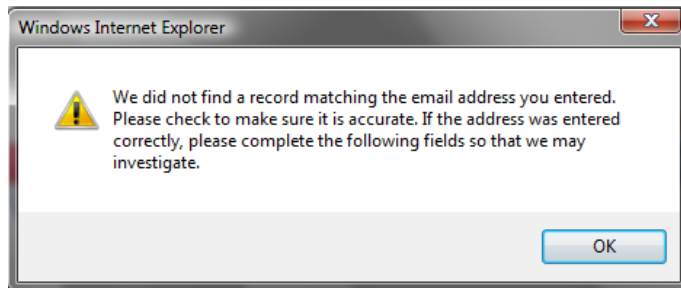 Windows Internet Explorer
We did not find a record matching the email address you entered.
Please check to make sure it is accurate. If the address was entered
correctly, please complete the following fields so that we may
investigate.
OK